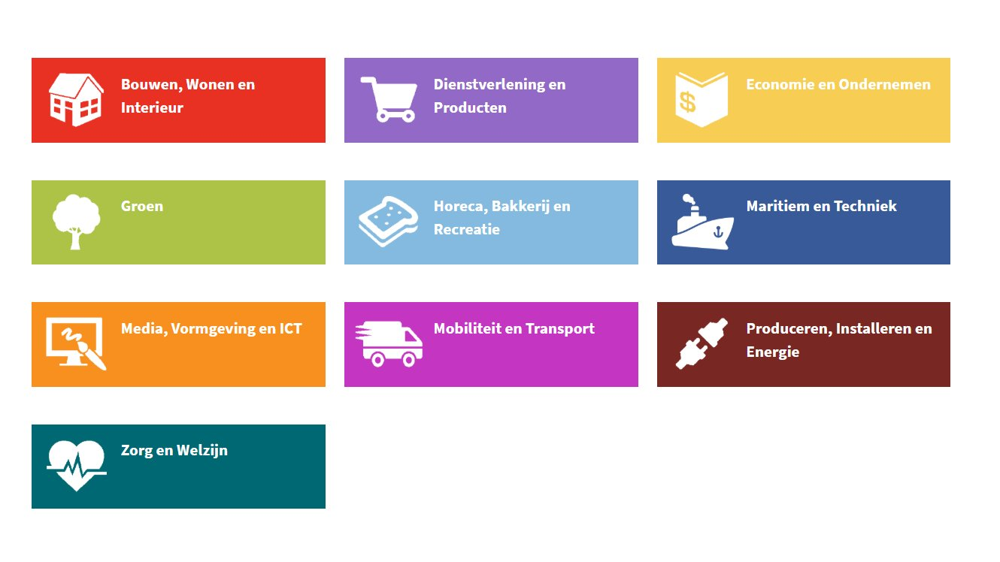 Bouwen, Wonen en
Interieur
Dienstverlening en
Producten
$
Economie en Ondernemen
Groen
Horeca, Bakkerij en
Recreatie
Maritiem en Techniek
Media, Vormgeving en ICT
Mobiliteit en Transport
Produceren, Installeren en
Energie
Zorg en Welzijn